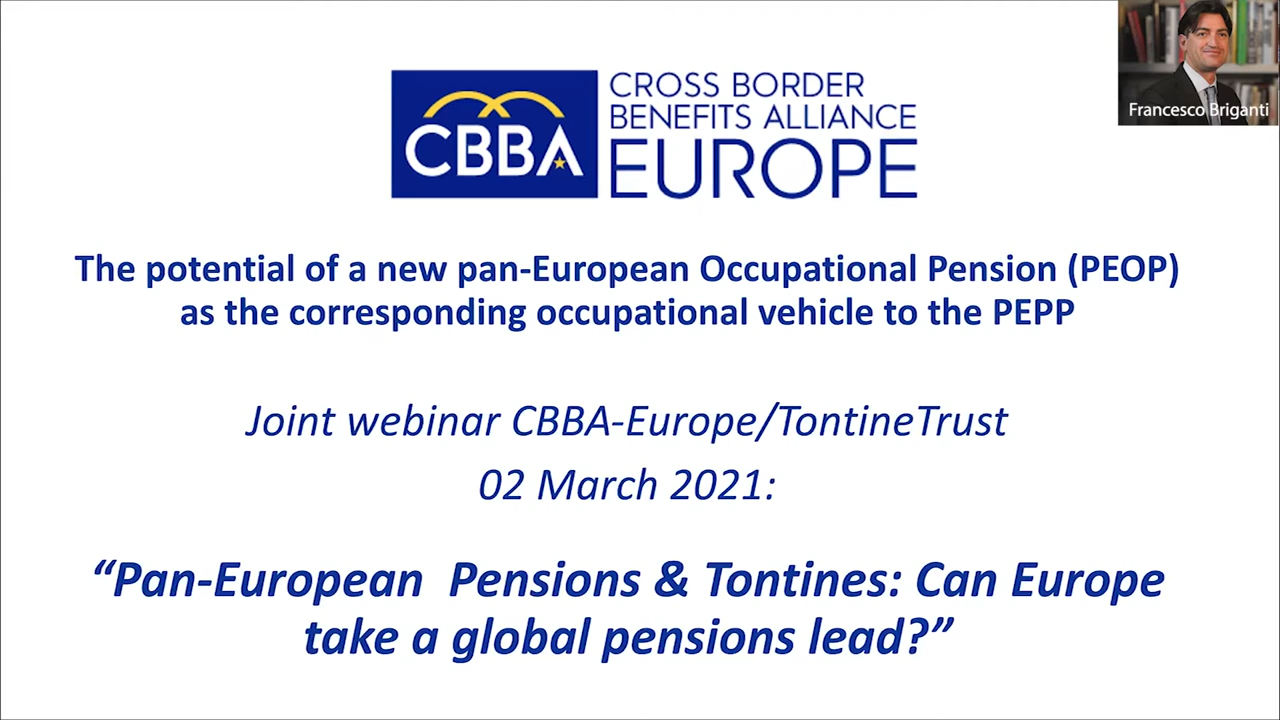 CBBA
CROSS BORDER
BENEFITS ALLIANCE
EUROPE
Francesco Briganti
The potential of a new pan-European Occupational Pension (PEOP)
as the corresponding occupational vehicle to the PEPP
Joint webinar CBBA-Europe/TontineTrust
02 March 2021:
“Pan-European Pensions & Tontines: Can Europe
take a global pensions lead?”